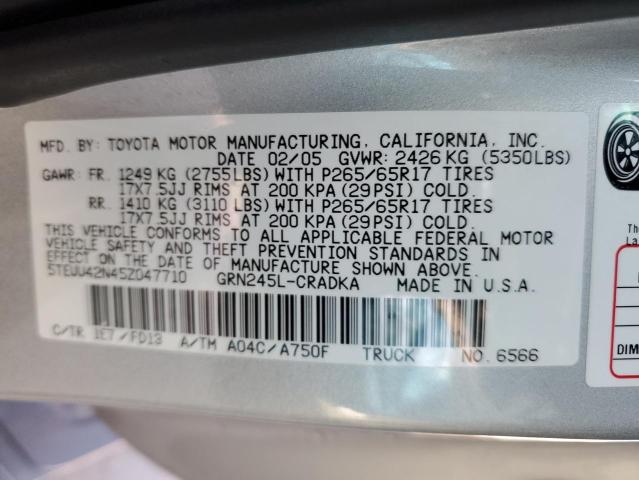 MFD. BY: TOYOTA MOTOR MANUFACTURING, CALIFORNIA, INC.
DATE 02/05 GVWR: 2426 KG (5350LBS)
GAWR: FR. 1249 KG (2755LBS) WITH P265/65R17 TIRES
17X7.5JJ RIMS AT 200 KPA (29PSI) COLD.
RR. 1410 KG (3110 LBS) WITH P265/65R17 TIRES
17X7.5JJ RIMS AT 200 KPA (29PSI) COLD.
THIS VEHICLE CONFORMS TO ALL APPLICABLE FEDERAL MOTOR
VEHICLE SAFETY AND THEFT PREVENTION STANDARDS IN
EFFECT ON THE DATE OF MANUFACTURE SHOWN ABOVE.
5TEUU42N45Z047710 GRN245L-CRADKA MADE IN U.S.A.
C/TR 1E7/FD13 A/TM A04C/A750F TRUCK NO. 6566
Th
La
DIM